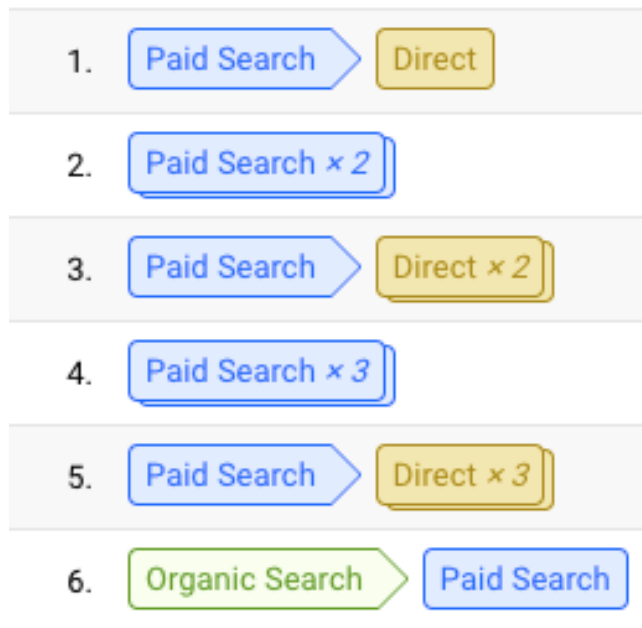 1. Paid Search Direct
2. Paid Search × 2
3. Paid Search Direct × 2
4. Paid Search × 3
5. Paid Search Direct × 3
6. Organic Search Paid Search